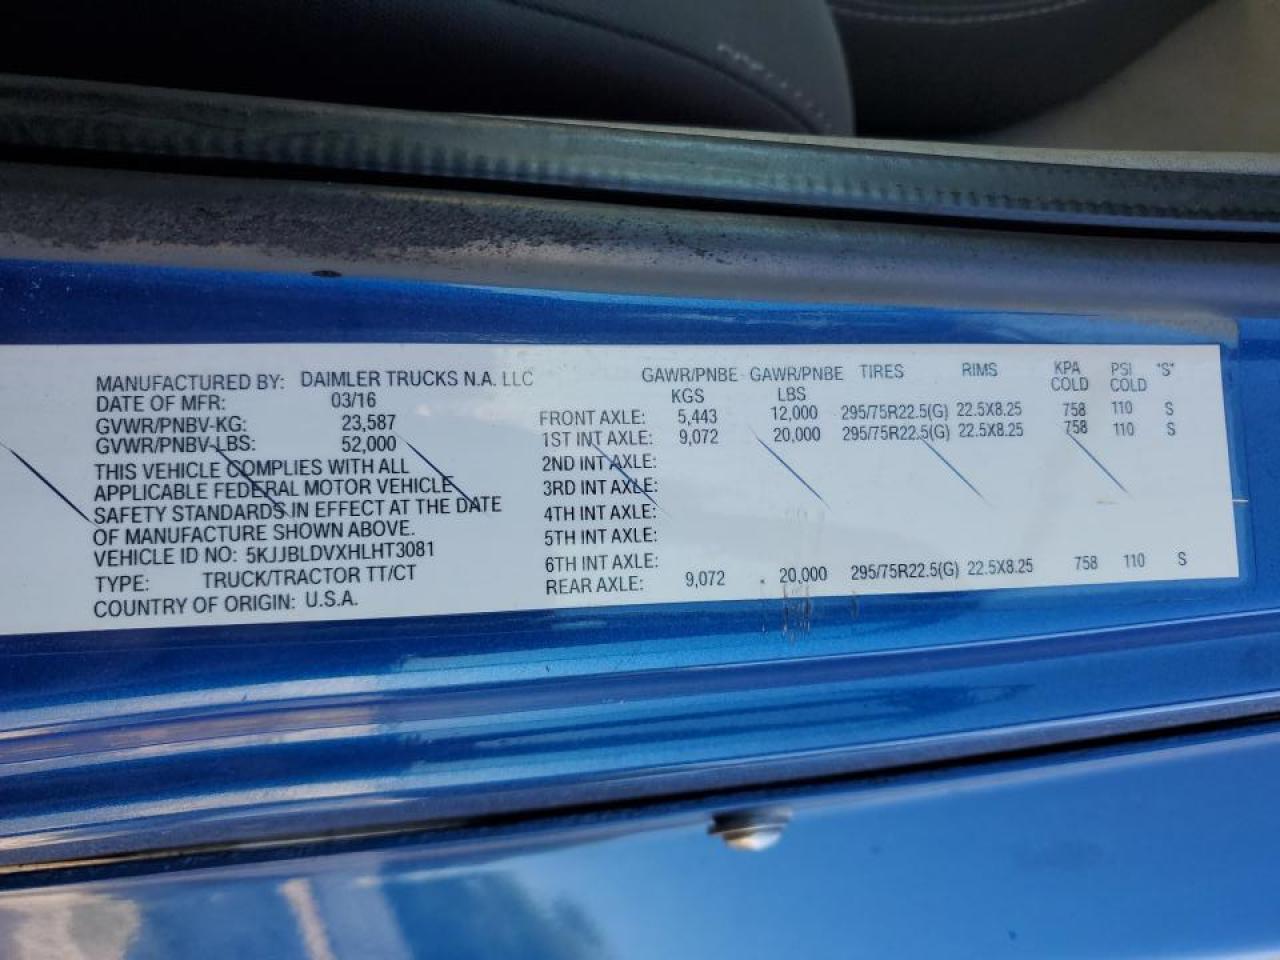 MANUFACTURED BY: DAIMLER TRUCKS N.A. LLC
DATE OF MFR: 03/16
GVWR/PNBV-KG: 23,587
GVWR/PNBV-LBS: 52,000
THIS VEHICLE COMPLIES WITH ALL
APPLICABLE FEDERAL MOTOR VEHICLE
SAFETY STANDARDS IN EFFECT AT THE DATE
OF MANUFACTURE SHOWN ABOVE.
VEHICLE ID NO: 5KJJBLDVXHLHT3081
TYPE: TRUCK/TRACTOR TT/CT
COUNTRY OF ORIGIN: U.S.A.
GAWR/PNBE GAWR/PNBE TIRES RIMS KPA PSI "S"
KGS LBS COLD COLD
FRONT AXLE: 5,443 12,000 295/75R22.5(G) 22.5X8.25 758 110 S
1ST INT AXLE: 9,072 20,000 295/75R22.5(G) 22.5X8.25 758 110 S
2ND INT AXLE:
3RD INT AXLE:
4TH INT AXLE:
5TH INT AXLE:
6TH INT AXLE:
REAR AXLE: 9,072 20,000 295/75R22.5(G) 22.5X8.25 758 110 S